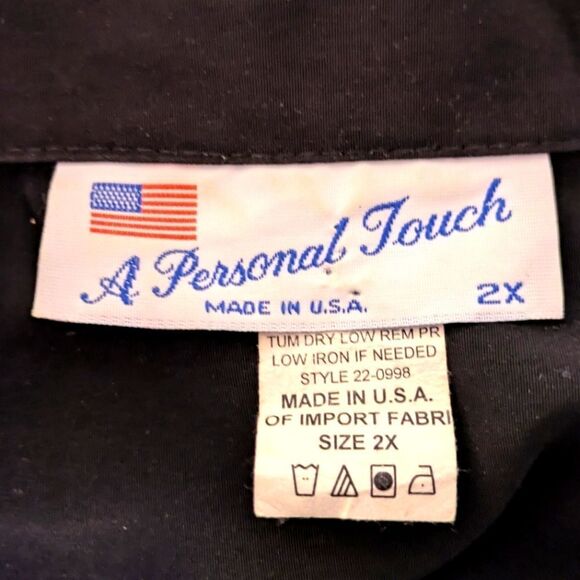 A Personal Touch
MADE IN U.S.A.
2X
TUM DRY LOW REM PR
LOW IRON IF NEEDED
STYLE 22-0998
MADE IN U.S.A.
OF IMPORT FABRI
SIZE 2X